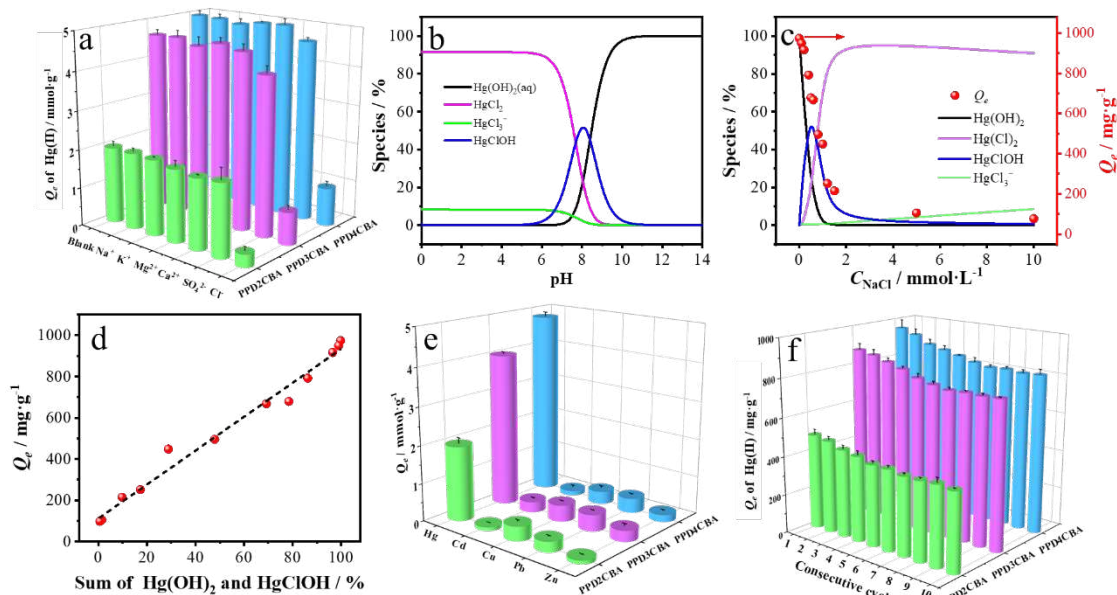 a
Qe of Hg(II) / mmol·g⁻¹
5
4
3
2
1
0
Blank Na⁺ K⁺ Mg²⁺ Ca²⁺ SO₄²⁻ Cl⁻
PPD2CBA
PPD3CBA
PPD4CBA
b
Species / %
100
80
60
40
20
0
Hg(OH)₂(aq)
HgCl₂
HgCl₃⁻
HgClOH
0 2 4 6 8 10 12 14
pH
c
Species / %
100
80
60
40
20
0
Qe
Hg(OH)₂
Hg(Cl)₂
HgClOH
HgCl₃⁻
0 2 4 6 8 10
C_NaCl / mmol·L⁻¹
1000
800
600
400
200
0
Qe / mg·g⁻¹
d
Qe / mg·g⁻¹
1000
800
600
400
200
0
0 20 40 60 80 100
Sum of Hg(OH)₂ and HgClOH / %
e
Qe / mmol·g⁻¹
5
4
3
2
1
0
Hg Cd Cu Pb Zn
PPD2CBA
PPD3CBA
PPD4CBA
f
Qe of Hg(II) / mg·g⁻¹
1000
800
600
400
200
0
1 2 3 4 5 6 7 8 9 10
Consecutive cycl
PPD2CBA
PPD3CBA
PPD4CBA